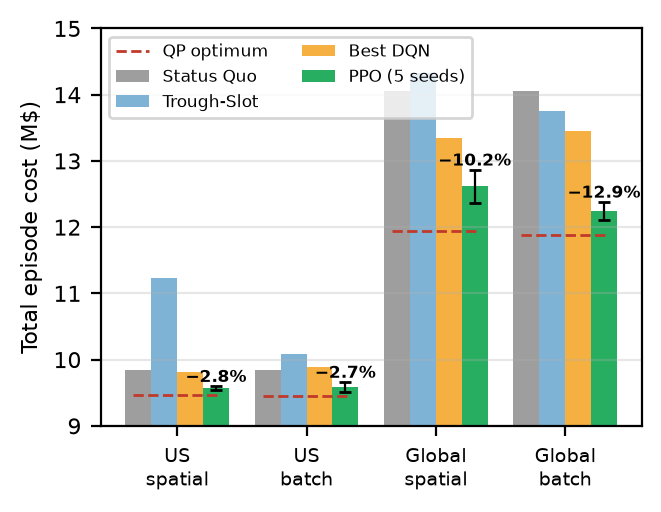 15
14
13
12
11
10
9
Total episode cost (M$)
QP optimum
Status Quo
Trough-Slot
Best DQN
PPO (5 seeds)
−2.8%
−2.7%
−10.2%
−12.9%
US
spatial
US
batch
Global
spatial
Global
batch